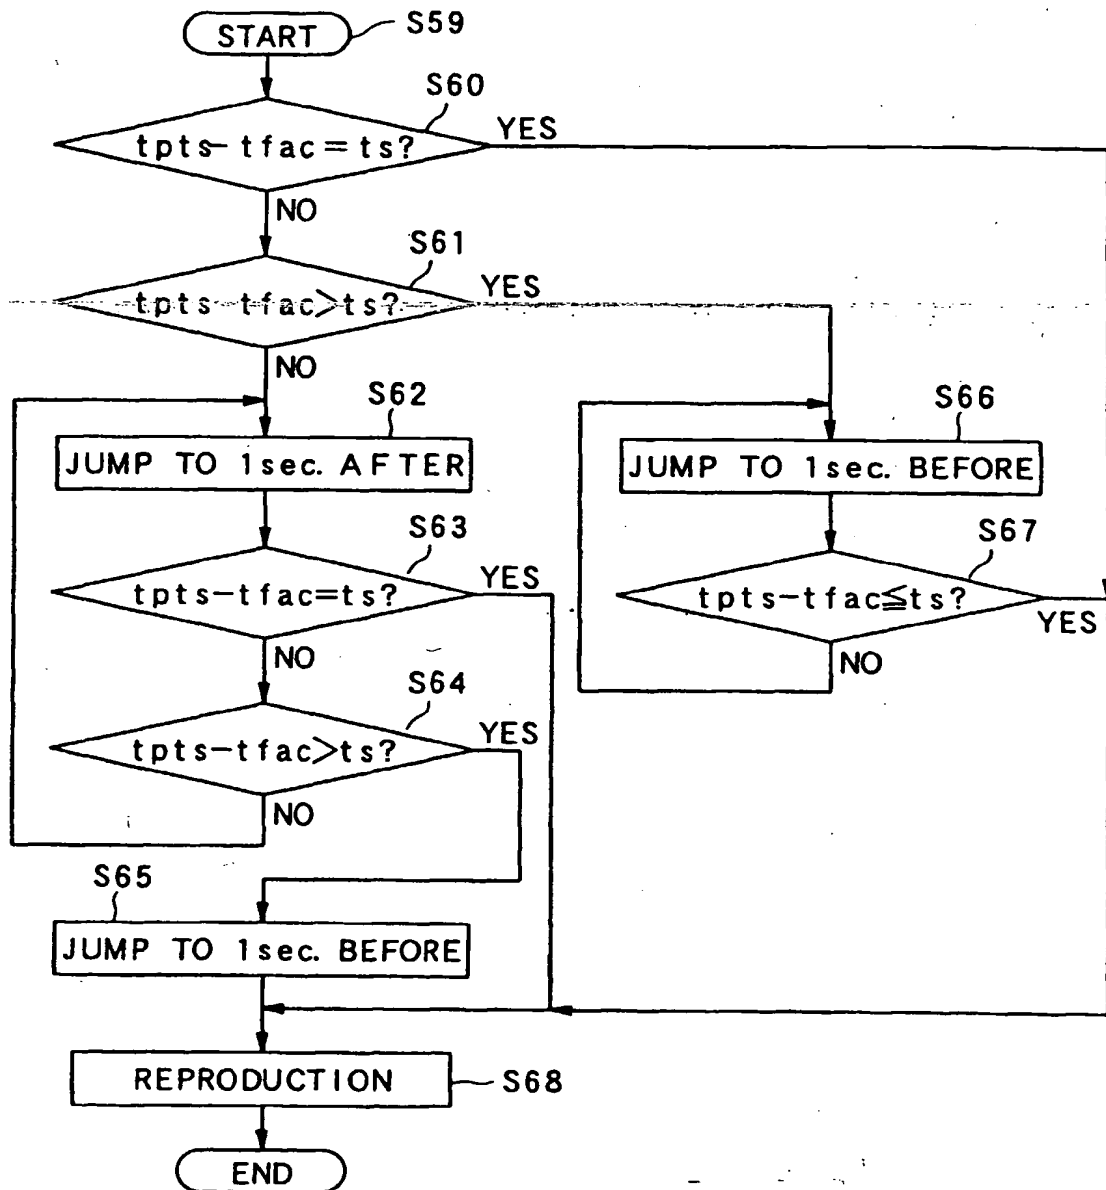 START
S59
S60
tpts-tfac=ts?
YES
NO
S61
tpts-tfac>ts?
YES
NO
S62
JUMP TO 1sec. AFTER
S66
JUMP TO 1sec. BEFORE
S63
tpts-tfac=ts?
YES
NO
S67
tpts-tfac≦ts?
YES
NO
S64
tpts-tfac>ts?
YES
NO
S65
JUMP TO 1sec. BEFORE
REPRODUCTION
S68
END